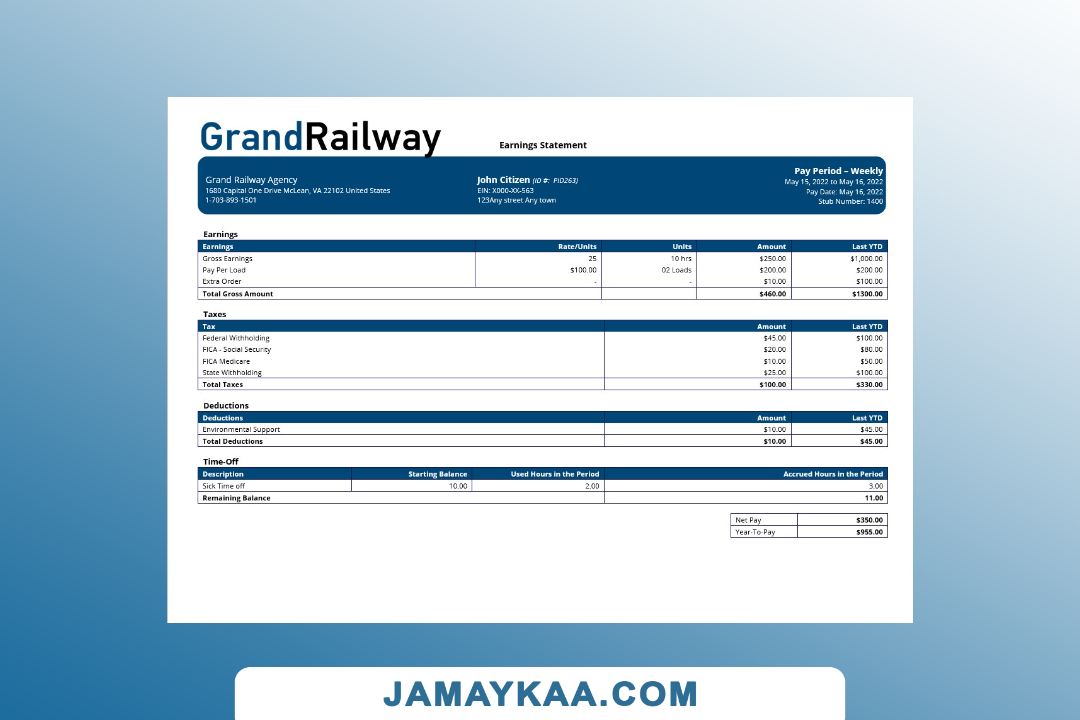 GrandRailway
Earnings Statement
Grand Railway Agency
1680 Capital One Drive McLean, VA 22102 United States
1-703-893-1501
John Citizen (ID #: PID263)
EIN: X000-XX-563
123Any street Any town
Pay Period – Weekly
May 15, 2022 to May 16, 2022
Pay Date: May 16, 2022
Stub Number: 1400
Earnings
Earnings Rate/Units Units Amount Last YTD
Gross Earnings 25 10 hrs $250.00 $1,000.00
Pay Per Load $100.00 02 Loads $200.00 $200.00
Extra Order - - $10.00 $100.00
Total Gross Amount $460.00 $1300.00
Taxes
Tax Amount Last YTD
Federal Withholding $45.00 $100.00
FICA - Social Security $20.00 $80.00
FICA Medicare $10.00 $50.00
State Withholding $25.00 $100.00
Total Taxes $100.00 $330.00
Deductions
Deductions Amount Last YTD
Environmental Support $10.00 $45.00
Total Deductions $10.00 $45.00
Time-Off
Description Starting Balance Used Hours in the Period Accrued Hours in the Period
Sick Time off 10.00 2.00 3.00
Remaining Balance 11.00
Net Pay $350.00
Year-To-Pay $955.00
JAMAYKAA.COM